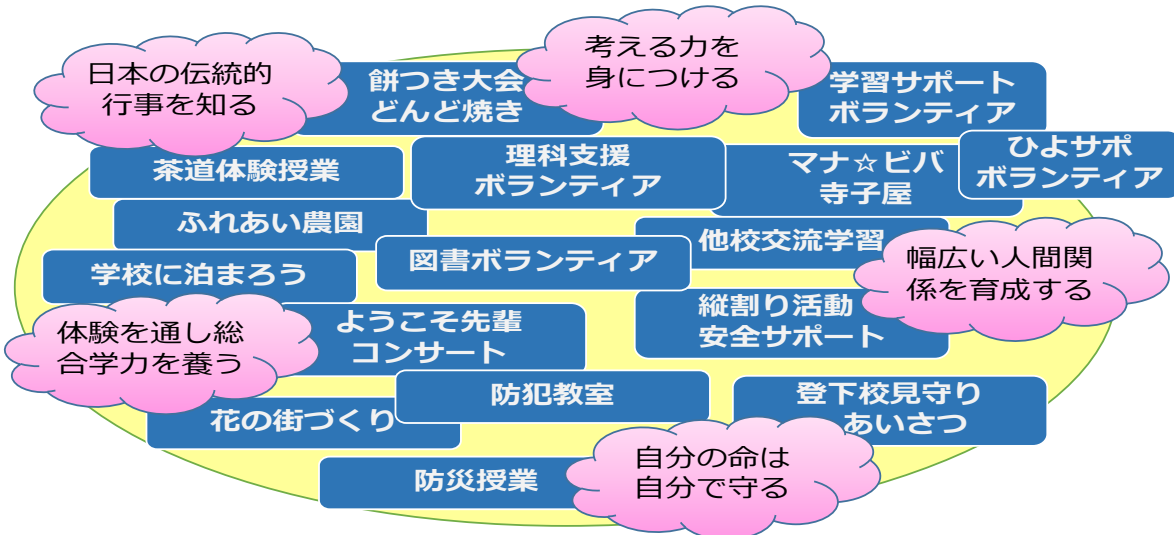 日本の伝統的
行事を知る
餅つき大会
どんど焼き
考える力を
身につける
学習サポート
ボランティア
茶道体験授業
理科支援
ボランティア
マナ☆ビバ
寺子屋
ひよサポ
ボランティア
ふれあい農園
図書ボランティア
他校交流学習
幅広い人間関
係を育成する
学校に泊まろう
体験を通し総
合学力を養う
ようこそ先輩
コンサート
縦割り活動
安全サポート
花の街づくり
防犯教室
登下校見守り
あいさつ
防災授業
自分の命は
自分で守る